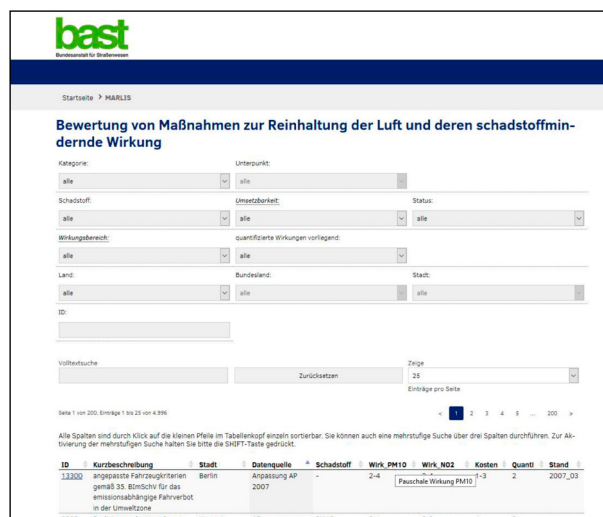 bast
Bundesanstalt für Straßenwesen
Startseite > MARLIS
Bewertung von Maßnahmen zur Reinhaltung der Luft und deren schadstoffmin-
dernde Wirkung
Kategorie: Unterpunkt:
alle alle
Schadstoff: Umsetzbarkeit: Status:
alle alle alle
Wirkungsbereich: quantifizierte Wirkungen vorliegend:
alle alle
Land: Bundesland: Stadt:
alle alle alle
ID:
Volltextsuche Zeige
Zurücksetzen 25
Einträge pro Seite
Seite 1 von 200, Einträge 1 bis 25 von 4.996 < 1 2 3 4 5 ... 200 >
Alle Spalten sind durch Klick auf die kleinen Pfeile im Tabellenkopf einzeln sortierbar. Sie können auch eine mehrstufige Suche über drei Spalten durchführen. Zur Ak-
tivierung der mehrstufigen Suche halten Sie bitte die SHIFT-Taste gedrückt.
ID Kurzbeschreibung Stadt Datenquelle Schadstoff Wirk_PM10 Wirk_NO2 Kosten Quanti Stand
13300 angepasste Fahrzeugkriterien Berlin Anpassung AP - 2-4 1-3 2 2007_03
gemäß 35. BImSchV für das 2007 Pauschale Wirkung PM10
emissionsabhängige Fahrverbot
in der Umweltzone